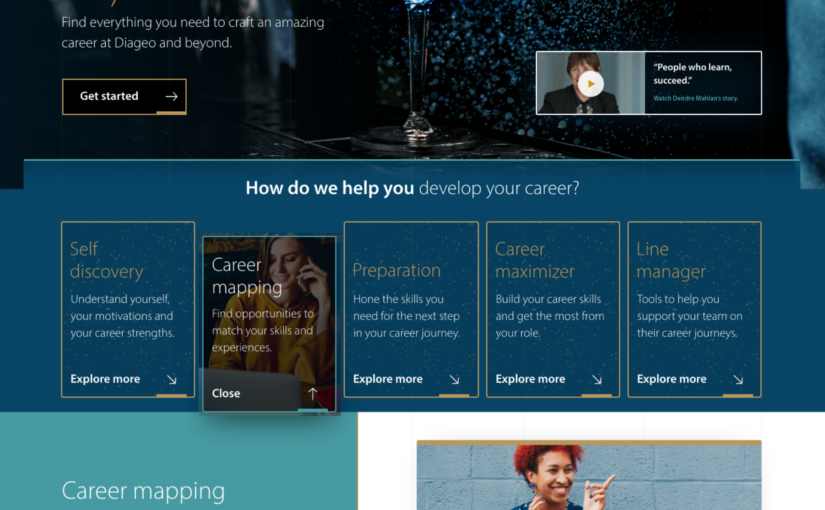 Find everything you need to craft an amazing
career at Diageo and beyond.
Get started
“People who learn,
succeed.”
Watch Deirdre Mahlan's story.
How do we help you develop your career?
Self
discovery
Understand yourself,
your motivations and
your career strengths.
Explore more
Career
mapping
Find opportunities to
match your skills and
experiences.
Close
Preparation
Hone the skills you
need for the next step
in your career journey.
Explore more
Career
maximizer
Build your career skills
and get the most from
your role.
Explore more
Line
manager
Tools to help you
support your team on
their career journeys.
Explore more
Career mapping